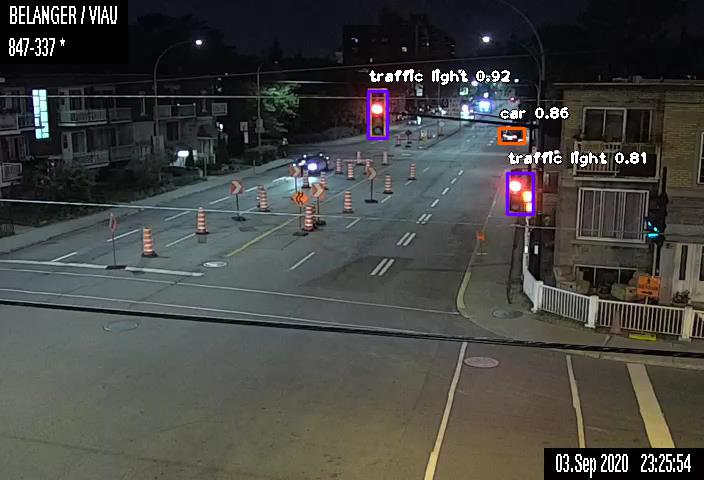 BELANGER / VIAU
847-337 *
traffic light 0.92
car 0.86
traffic light 0.81
03.Sep 2020 23:25:54